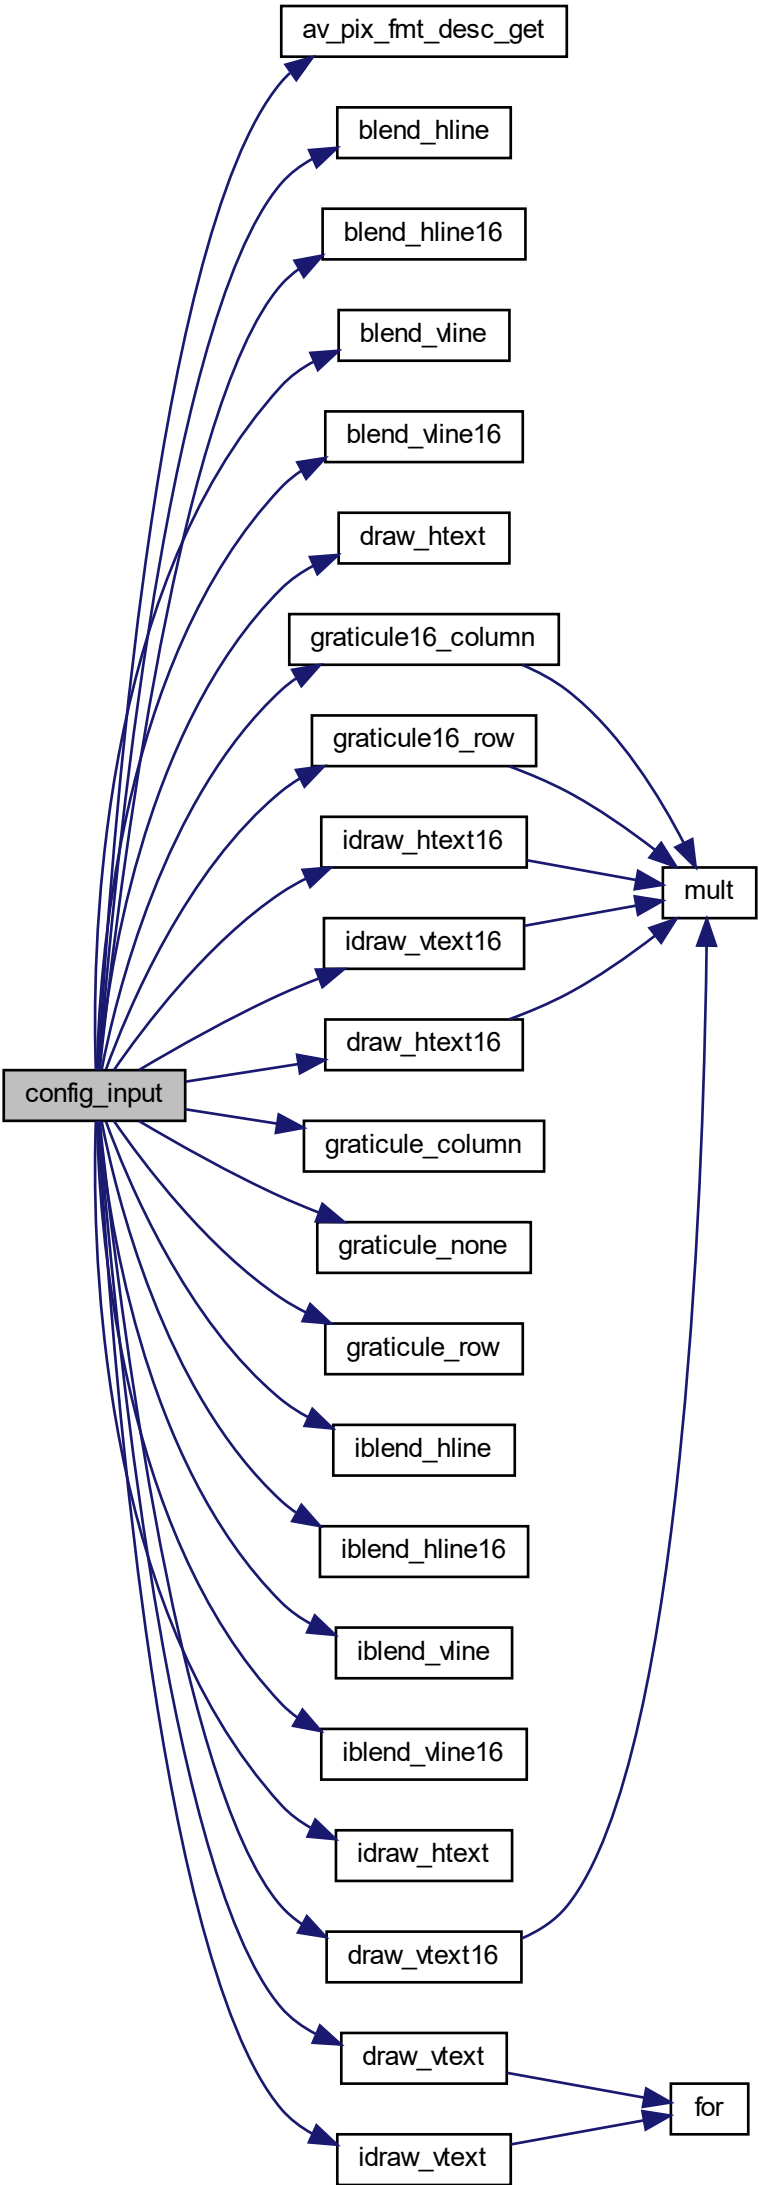 av_pix_fmt_desc_get
blend_hline
blend_hline16
blend_vline
blend_vline16
draw_htext
graticule16_column
graticule16_row
idraw_htext16
mult
idraw_vtext16
draw_htext16
config_input
graticule_column
graticule_none
graticule_row
iblend_hline
iblend_hline16
iblend_vline
iblend_vline16
idraw_htext
draw_vtext16
draw_vtext
for
idraw_vtext